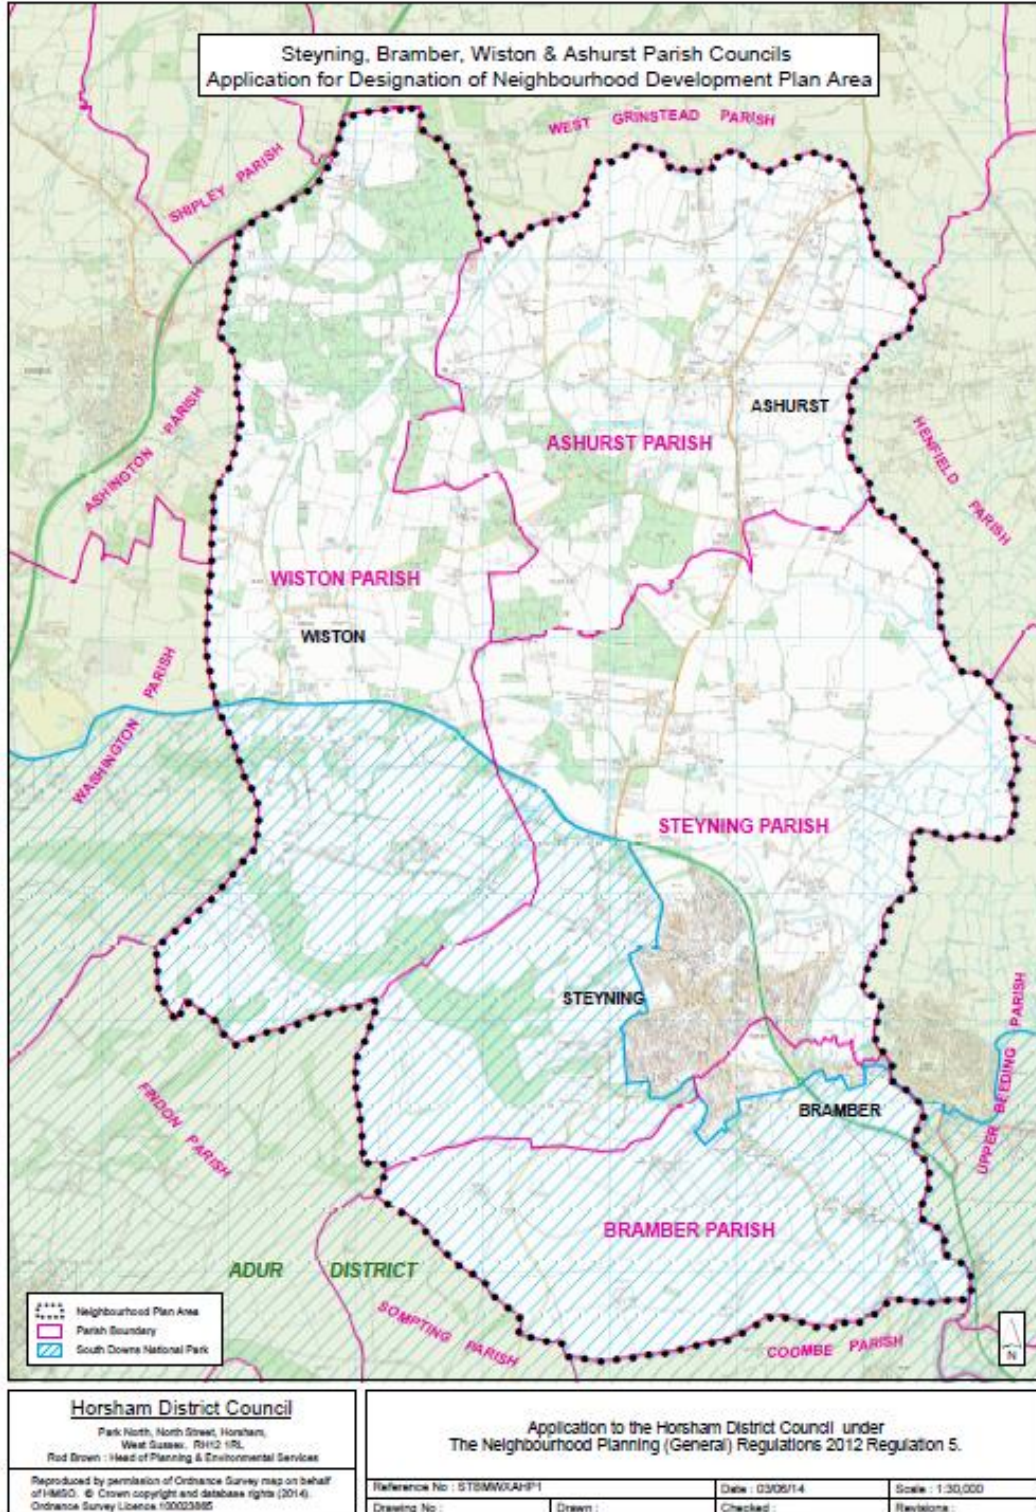 Steyning, Bramber, Wiston & Ashurst Parish Councils
Application for Designation of Neighbourhood Development Plan Area
WEST GRINSTEAD PARISH
SHIPLEY PARISH
ASHINGTON PARISH
ASHURST
ASHURST PARISH
HENFIELD PARISH
WISTON PARISH
WISTON
WASHINGTON PARISH
STEYNING PARISH
STEYNING
UPPER BEEDING PARISH
BRAMBER
FINDON PARISH
BRAMBER PARISH
ADUR DISTRICT
SOMPTING PARISH
COOMBE PARISH
Neighbourhood Plan Area
Parish Boundary
South Downs National Park
N
Horsham District Council
Park North, North Street, Horsham,
West Sussex. RH12 1RL
Rod Brown : Head of Planning & Environmental Services
Reproduced by permission of Ordnance Survey map on behalf
of HMSO. © Crown copyright and database rights (2014).
Ordnance Survey Licence.100023865
Application to the Horsham District Council under
The Neighbourhood Planning (General) Regulations 2012 Regulation 5.
Reference No :
Date : 03/06/14
Scale : 1:30,000
Drawing No :
Drawn :
Checked :
Revisions :